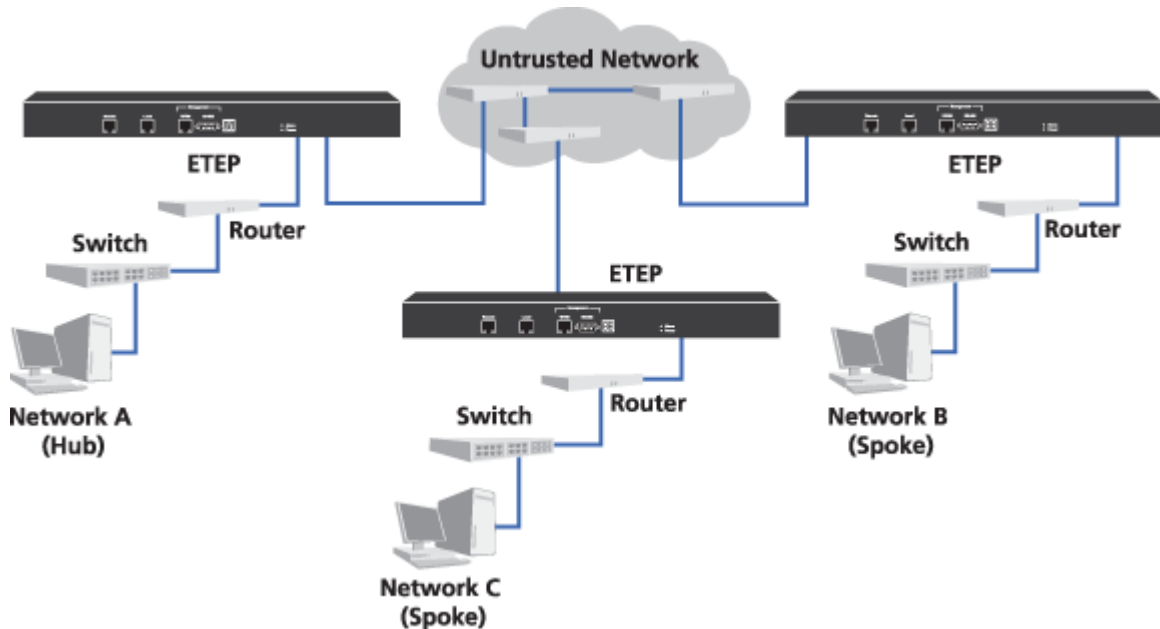 Untrusted Network
ETEP
ETEP
Router
Switch
Router
Switch
ETEP
Network A
(Hub)
Router
Network B
(Spoke)
Switch
Network C
(Spoke)